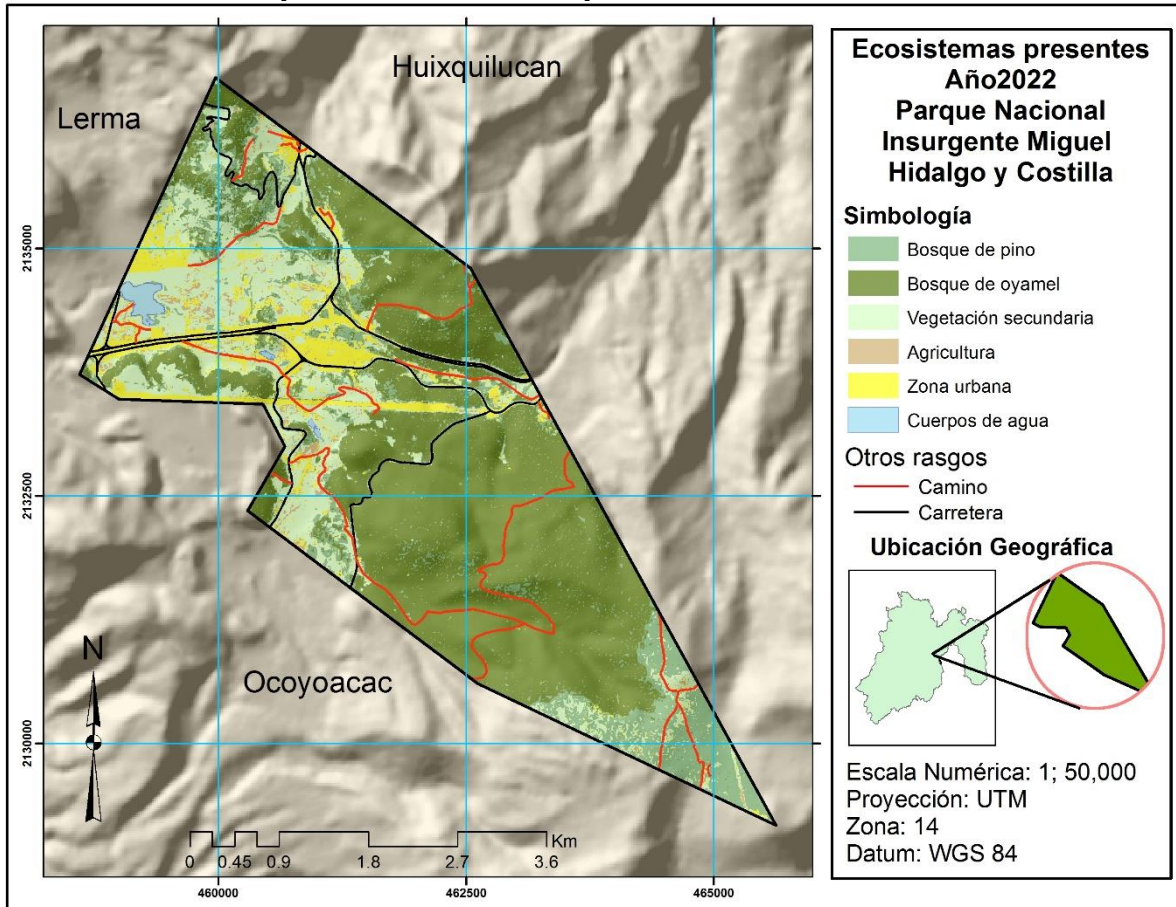 Huixquilucan
Lerma
Ocoyoacac
N
Km
0 0.45 0.9 1.8 2.7 3.6
2135000
2132500
2130000
460000 462500 465000
Ecosistemas presentes
Año2022
Parque Nacional
Insurgente Miguel
Hidalgo y Costilla
Simbología
Bosque de pino
Bosque de oyamel
Vegetación secundaria
Agricultura
Zona urbana
Cuerpos de agua
Otros rasgos
Camino
Carretera
Ubicación Geográfica
Escala Numérica: 1; 50,000
Proyección: UTM
Zona: 14
Datum: WGS 84